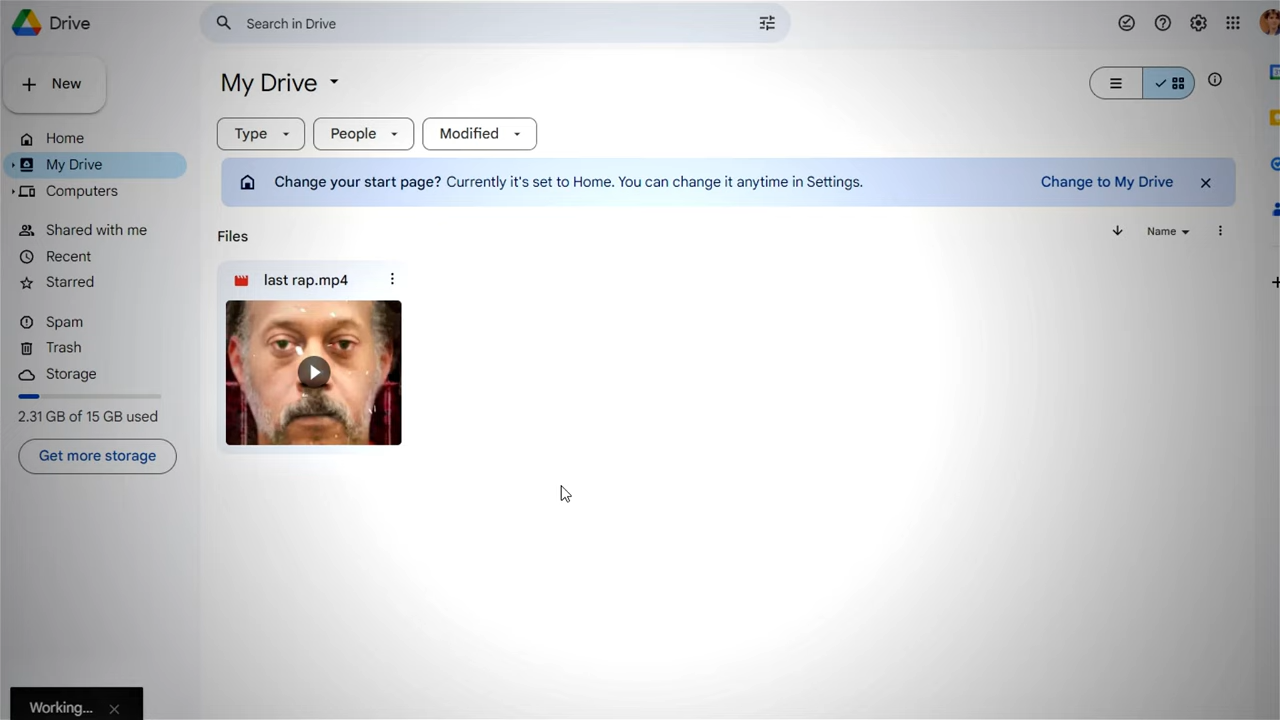 Drive
Search in Drive
New
My Drive
Home
My Drive
Computers
Shared with me
Recent
Starred
Spam
Trash
Storage
2.31 GB of 15 GB used
Get more storage
Type
People
Modified
Change your start page? Currently it's set to Home. You can change it anytime in Settings.
Change to My Drive
Files
Name
last rap.mp4
Working...